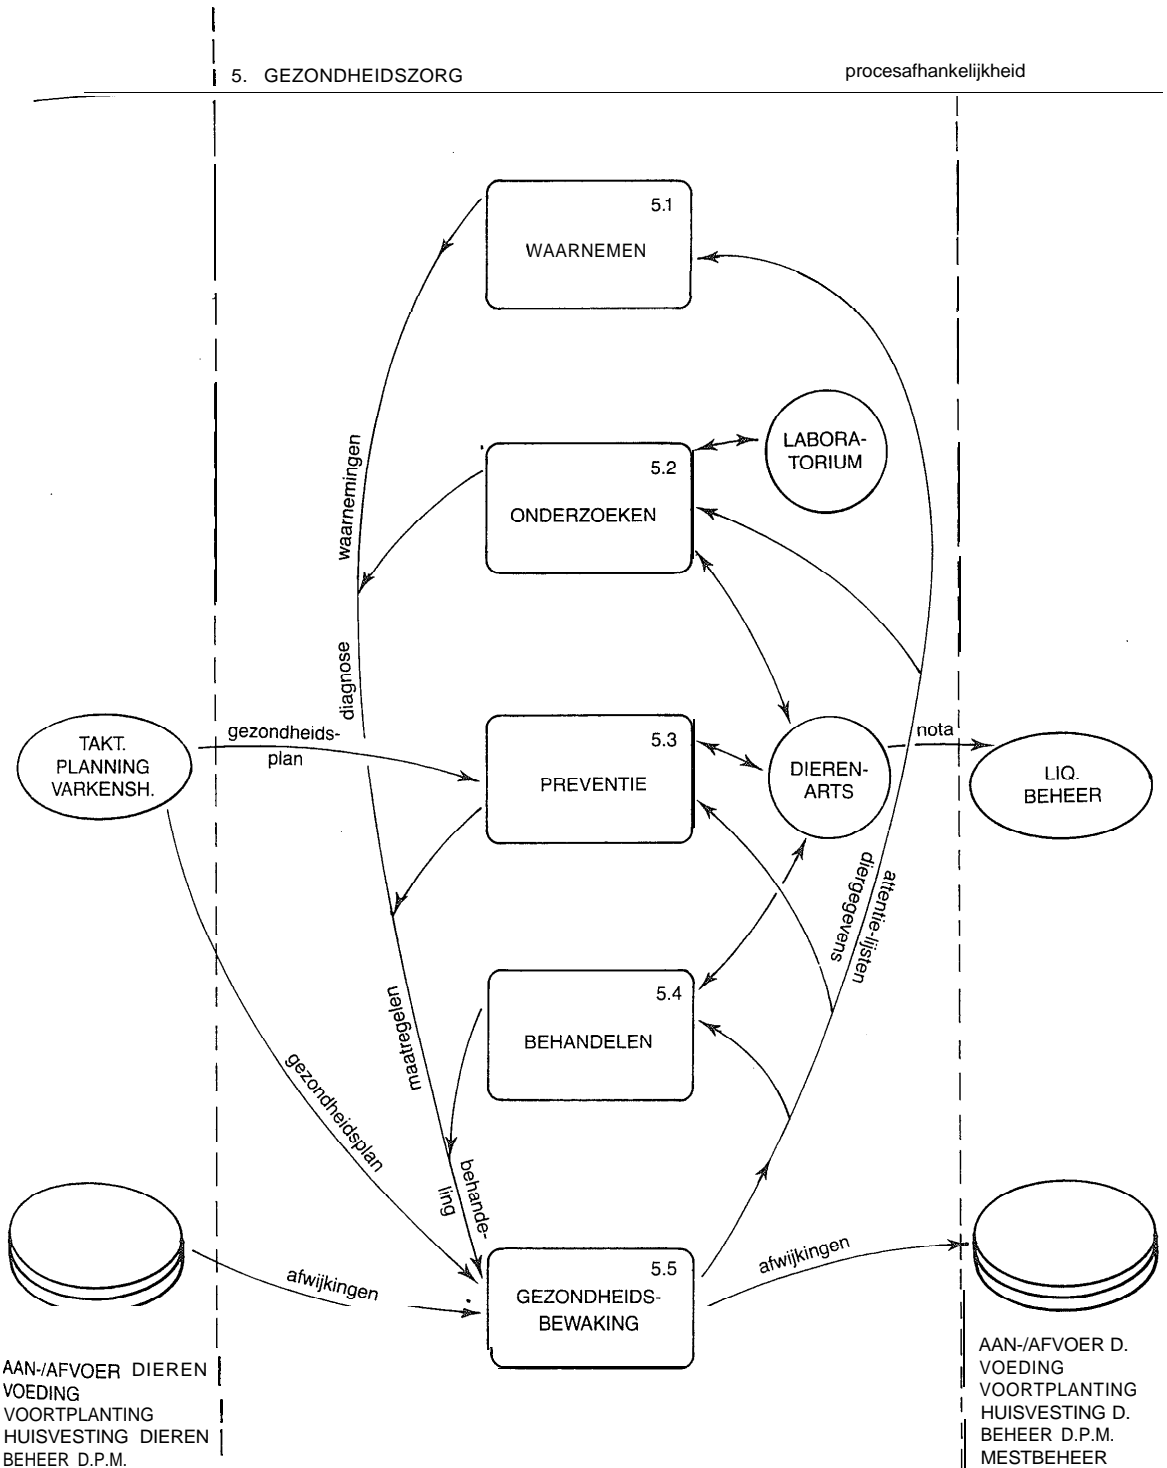 5. GEZONDHEIDSZORG
procesafhankelijkheid
5.1
WAARNEMEN
LABORA-
TORIUM
5.2
ONDERZOEKEN
waarnemingen
diagnose
TAKT.
PLANNING
VARKENSH.
gezondheids-
plan
5.3
PREVENTIE
DIEREN-
ARTS
nota
LIQ.
BEHEER
attentie-lijsten
diergegevens
5.4
BEHANDELEN
maatregelen
gezondheidsplan
behande-
ling
afwijkingen
5.5
GEZONDHEIDS-
BEWAKING
afwijkingen
AAN-/AFVOER DIEREN
VOEDING
VOORTPLANTING
HUISVESTING DIEREN
BEHEER D.P.M.
AAN-/AFVOER D.
VOEDING
VOORTPLANTING
HUISVESTING D.
BEHEER D.P.M.
MESTBEHEER